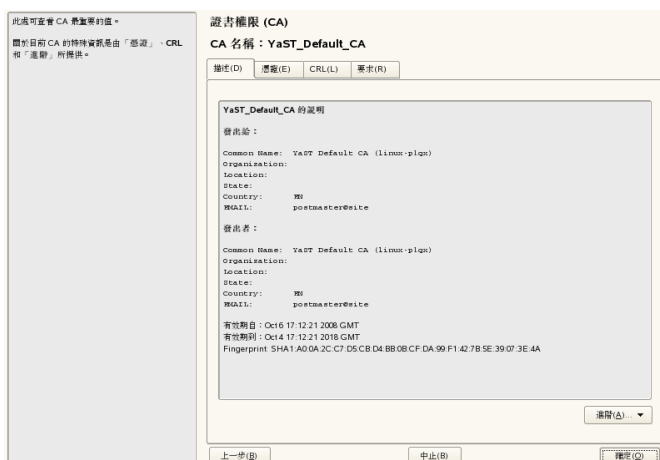 此處可查看 CA 最重要的值。
關於目前 CA 的特殊資訊是由「憑證」、CRL
和「進階」所提供。
證書權限 (CA)
CA 名稱：YaST_Default_CA
描述(D)
憑證(E)
CRL(L)
要求(R)
YaST_Default_CA 的說明
發出給：
Common Name: YaST Default CA (linux-plqx)
Organization:
Location:
State:
Country:
EMAIL: postmaster@site
發出者：
Common Name: YaST Default CA (linux-plqx)
Organization:
Location:
State:
Country:
EMAIL: postmaster@site
有效期自：Oct 6 17:12:21 2008 GMT
有效期到：Oct 4 17:12:21 2018 GMT
Fingerprint: SHA1:A0:0A:2C:C7:D5:CB:D4:BB:0B:CF:DA:99:F1:42:7B:5E:39:07:3E:4A
進階(A)...
上一步(B)
中止(B)
確定(O)